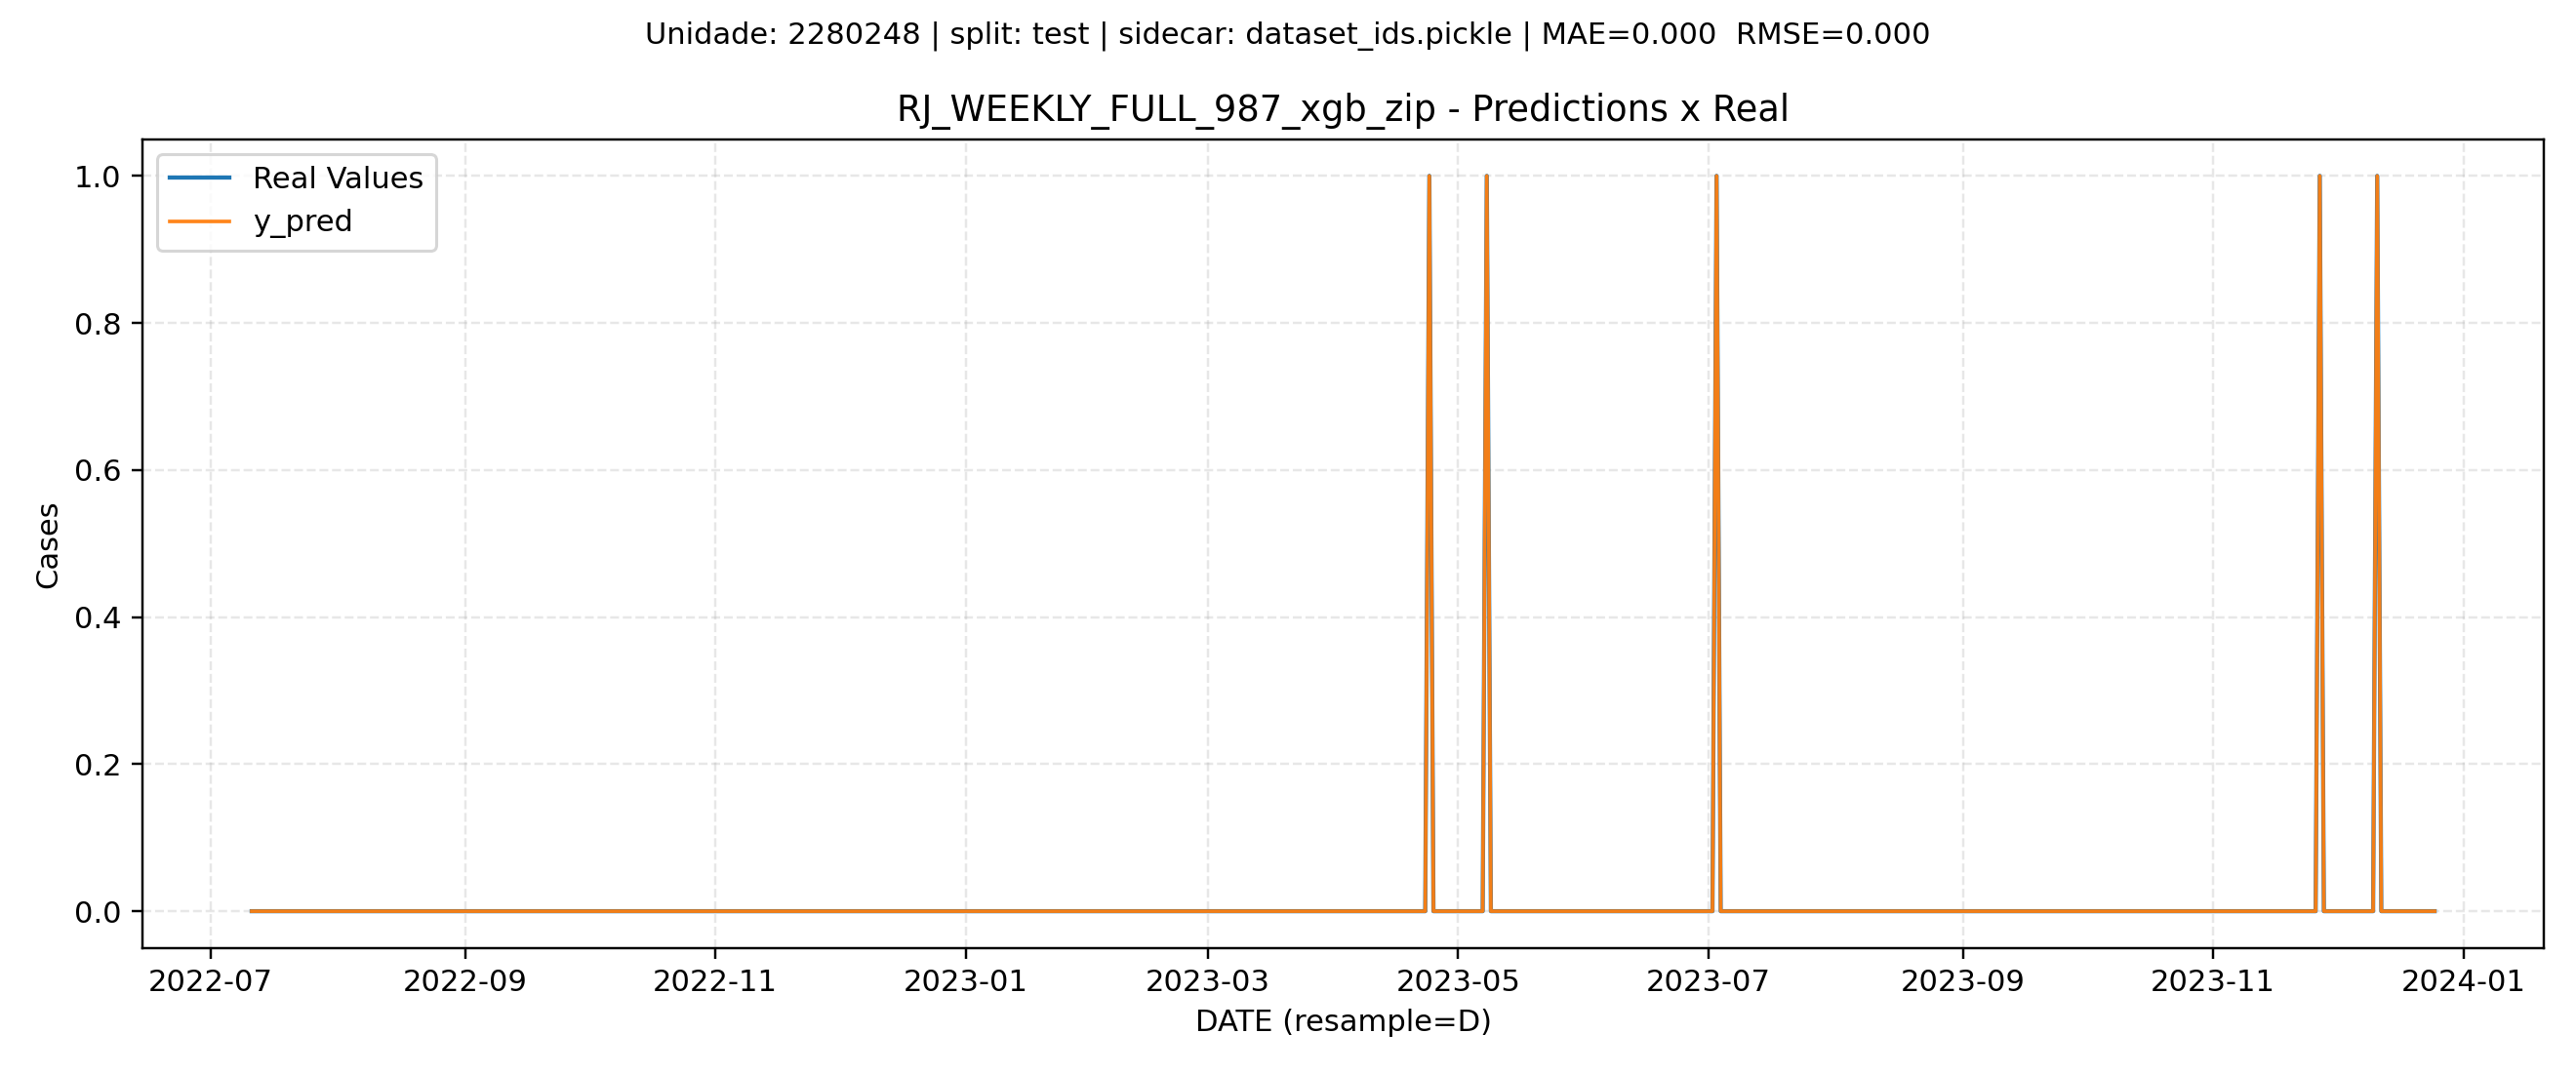 Unidade: 2280248 | split: test | sidecar: dataset_ids.pickle | MAE=0.000  RMSE=0.000
RJ_WEEKLY_FULL_987_xgb_zip - Predictions x Real
Real Values
y_pred
1.0
0.8
0.6
0.4
0.2
0.0
Cases
2022-07 2022-09 2022-11 2023-01 2023-03 2023-05 2023-07 2023-09 2023-11 2024-01
DATE (resample=D)